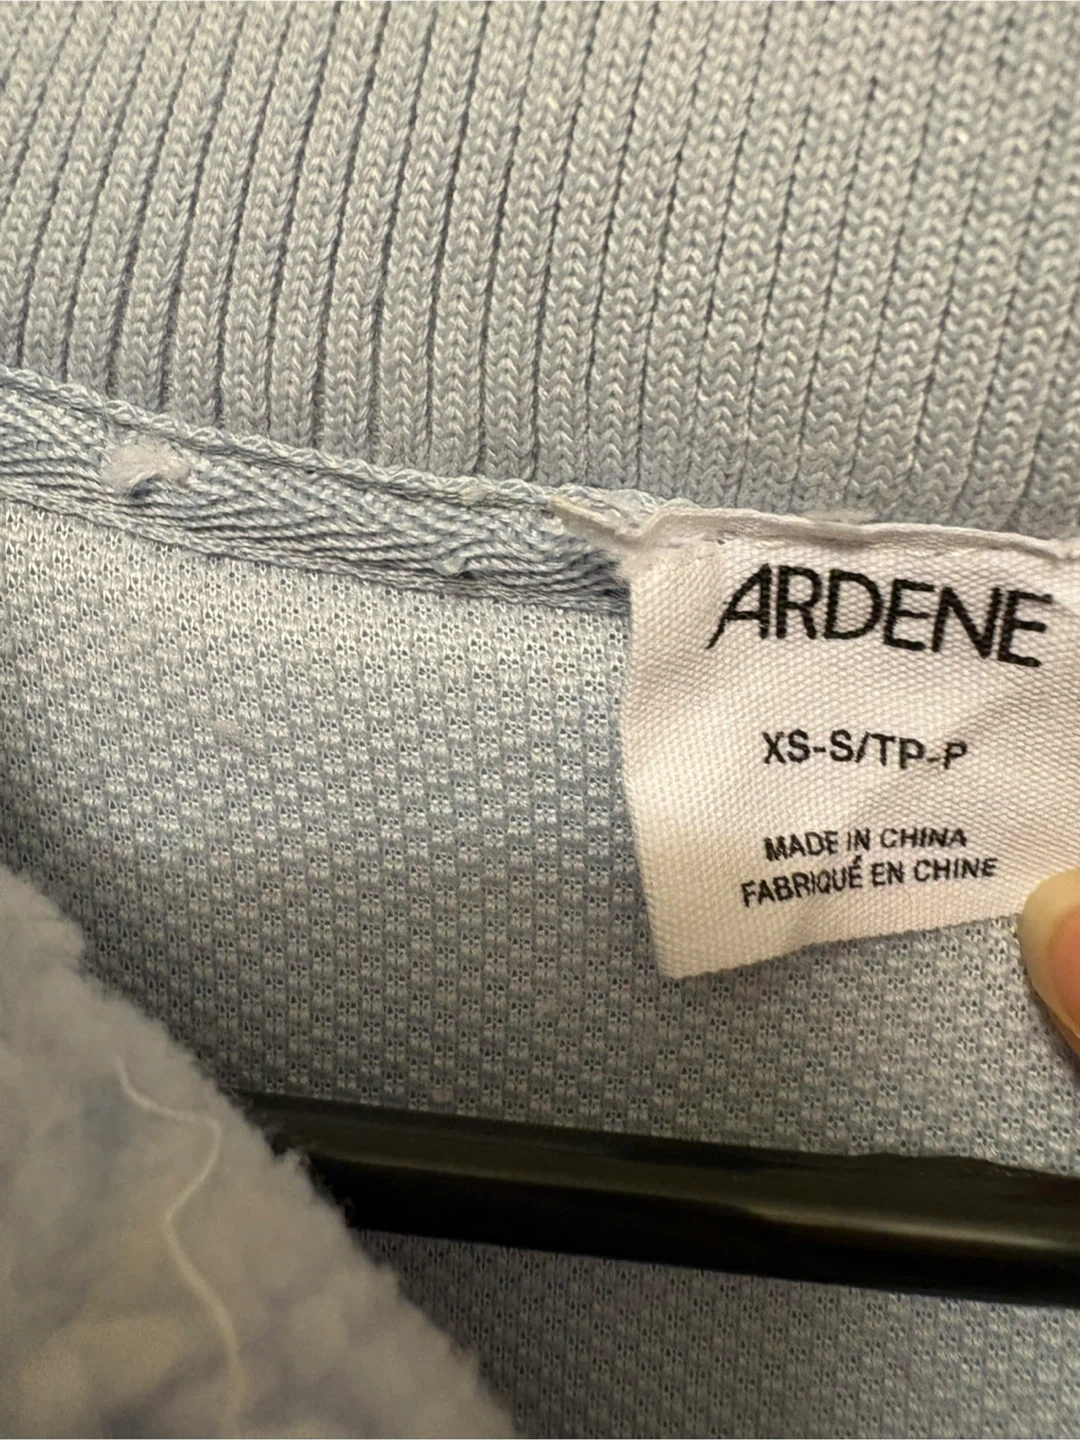 ARDENE
XS-S/TP-P
MADE IN CHINA
FABRIQUÉ EN CHINE